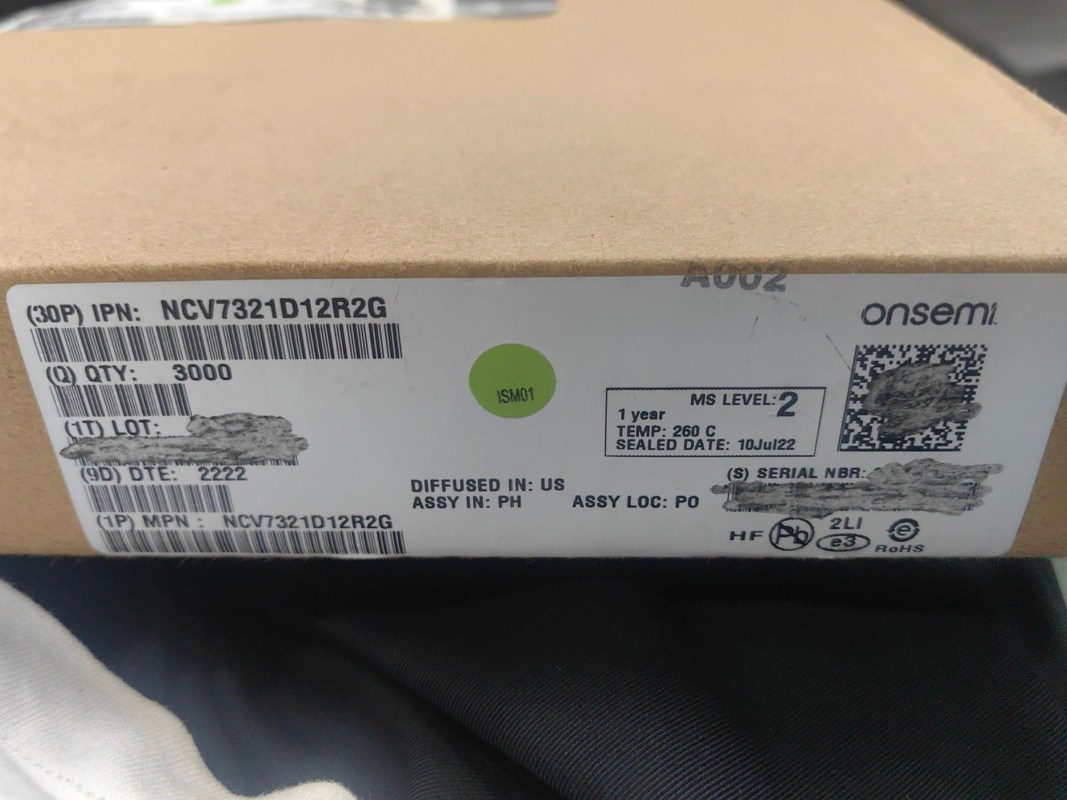 A002
(30P) IPN: NCV7321D12R2G
onsemi
(Q) QTY: 3000
ISM01
MS LEVEL: 2
1 year
TEMP: 260 C
SEALED DATE: 10Jul22
(1T) LOT:
(9D) DTE: 2222
DIFFUSED IN: US
ASSY IN: PH ASSY LOC: PO
(S) SERIAL NBR:
(1P) MPN : NCV7321D12R2G
HF Pb 2LI e3 e RoHS